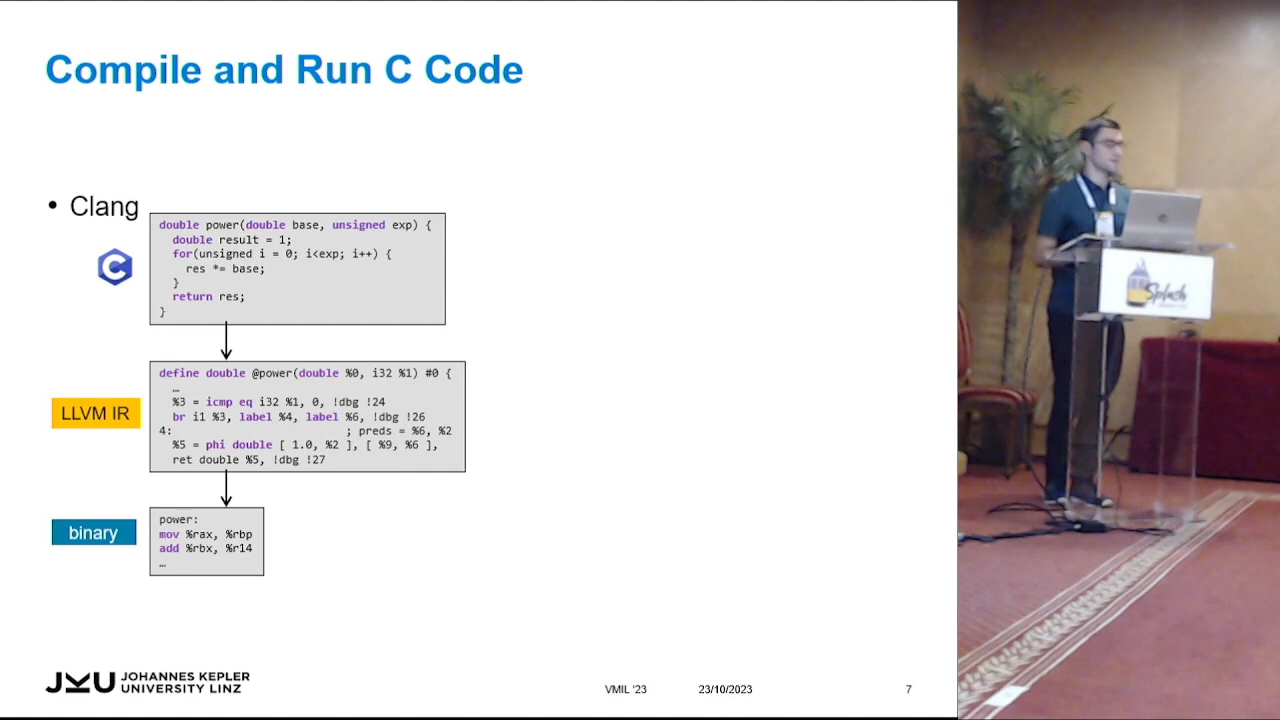 Compile and Run C Code
• Clang
double power(double base, unsigned exp) {
double result = 1;
for(unsigned i = 0; i<exp; i++) {
res *= base;
}
return res;
}
C
define double @power(double %0, i32 %1) #0 {
…
%3 = icmp eq i32 %1, 0, !dbg !24
br i1 %3, label %4, label %6, !dbg !26
4: ; preds = %6, %2
%5 = phi double [ 1.0, %2 ], [ %9, %6 ],
ret double %5, !dbg !27
LLVM IR
power:
mov %rax, %rbp
add %rbx, %r14
…
binary
JKU JOHANNES KEPLER
UNIVERSITY LINZ
VMIL '23 23/10/2023 7
Splash